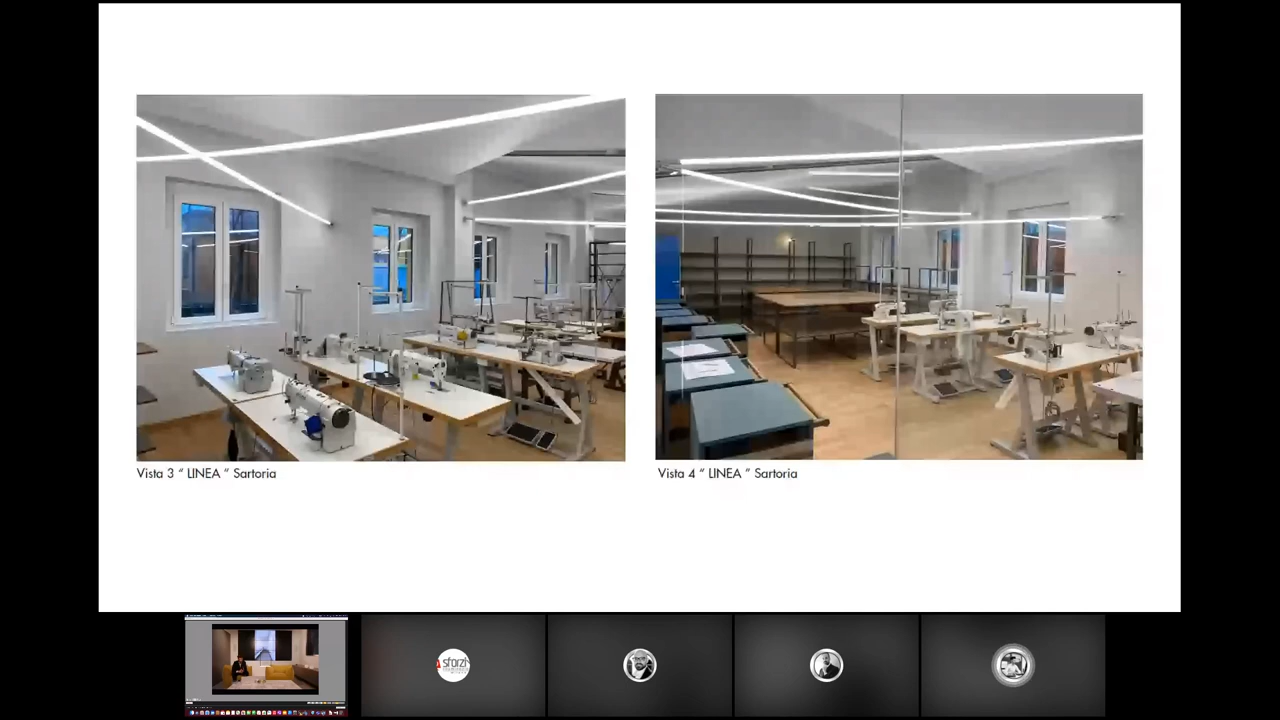 Vista 3 “ LINEA ” Sartoria
Vista 4 “ LINEA ” Sartoria
sforzi